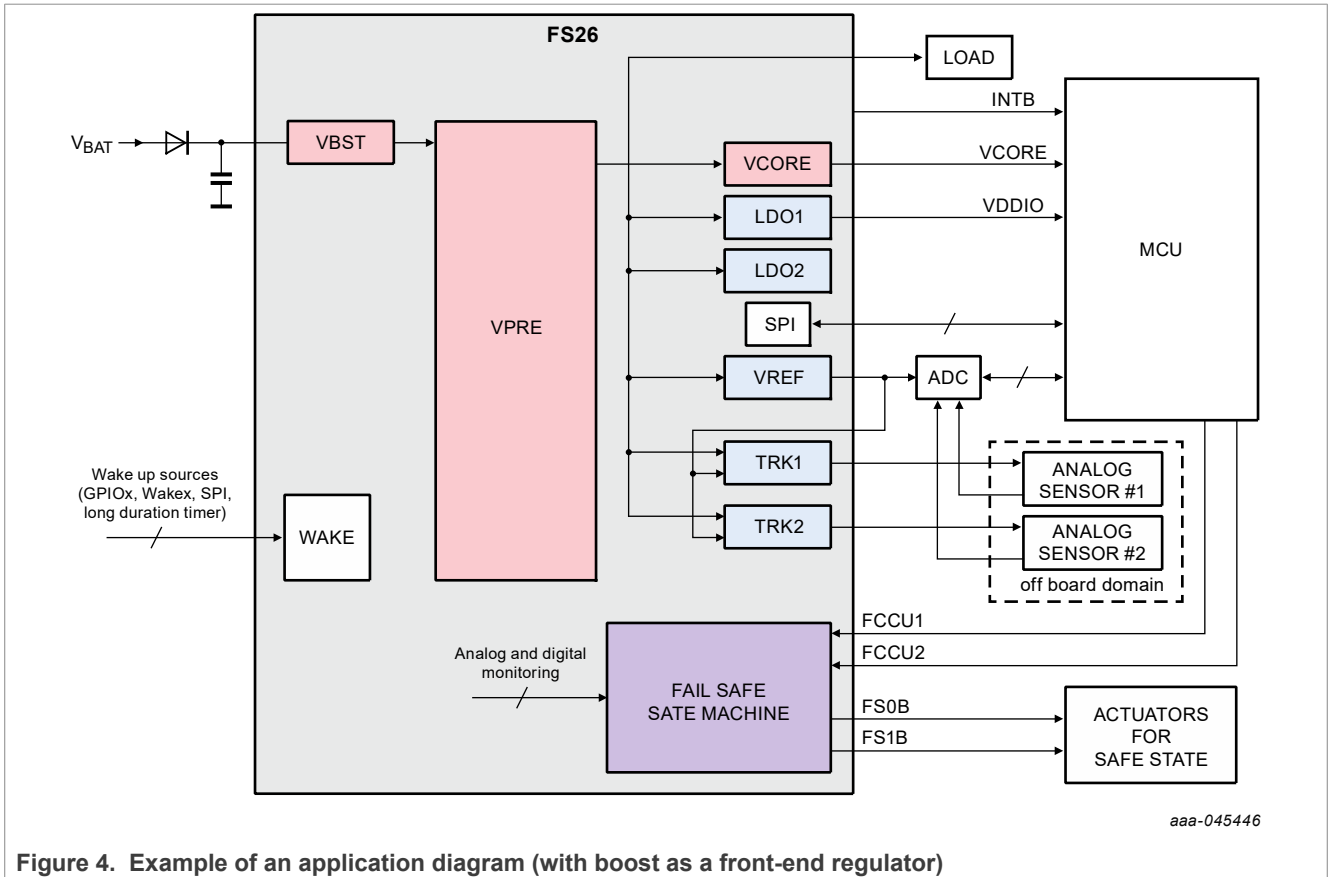 FS26
LOAD
INTB
VBAT
VBST
VCORE
VCORE
LDO1
VDDIO
LDO2
MCU
VPRE
SPI
VREF
ADC
TRK1
ANALOG
SENSOR #1
TRK2
ANALOG
SENSOR #2
off board domain
Wake up sources
(GPIOx, Wakex, SPI,
long duration timer)
WAKE
FCCU1
FCCU2
Analog and digital
monitoring
FAIL SAFE
SATE MACHINE
FS0B
FS1B
ACTUATORS
FOR
SAFE STATE
aaa-045446
Figure 4. Example of an application diagram (with boost as a front-end regulator)